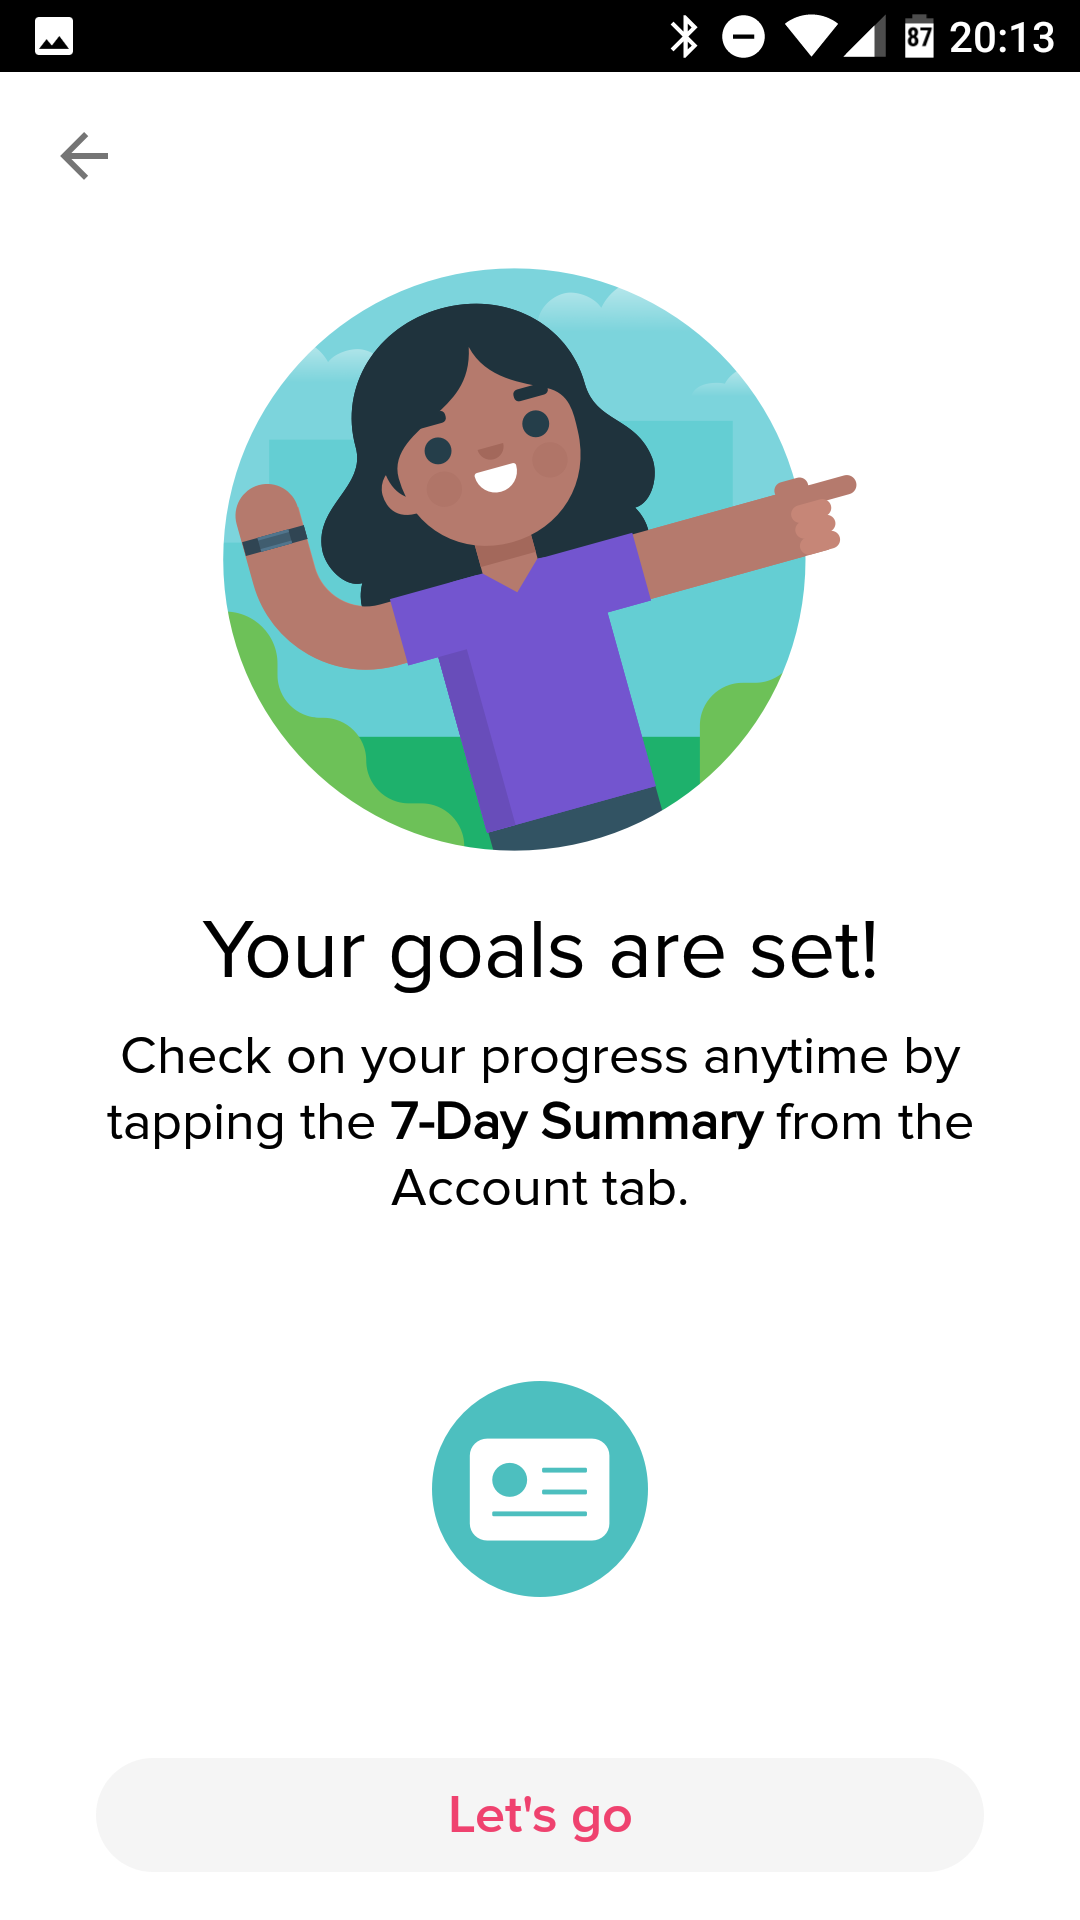 87 20:13
Your goals are set!
Check on your progress anytime by
tapping the 7-Day Summary from the
Account tab.
Let's go